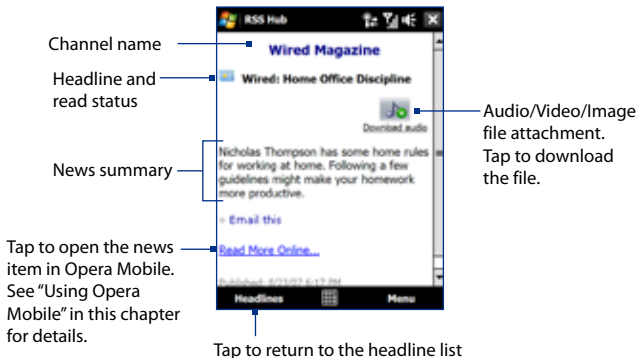 RSS Hub
Channel name
Wired Magazine
Headline and
read status
Wired: Home Office Discipline
Download audio
Audio/Video/Image
file attachment.
Tap to download
the file.
News summary
Nicholas Thompson has some home rules
for working at home. Following a few
guidelines might make your homework
more productive.
- Email this
Read More Online...
Tap to open the news
item in Opera Mobile.
See “Using Opera
Mobile” in this chapter
for details.
Published: 8/23/07 6:17 PM
Headlines
Menu
Tap to return to the headline list